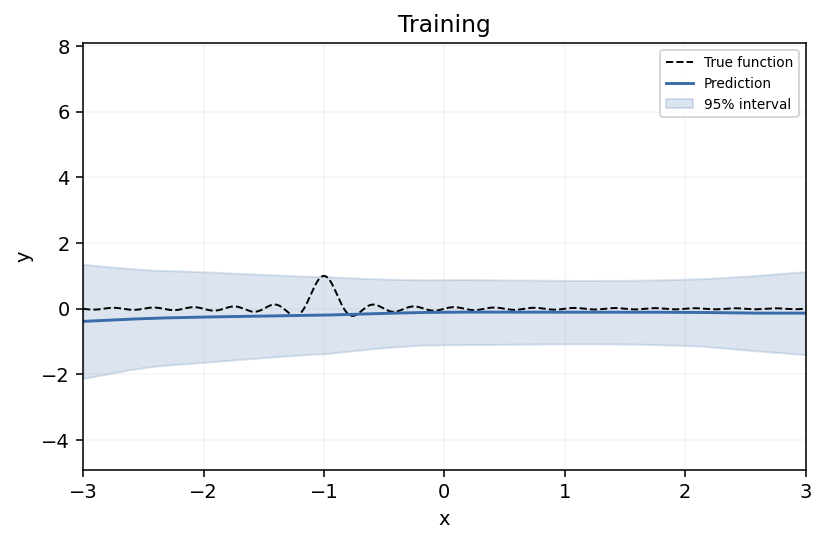 Training
8
6
4
2
0
−2
−4
y
−3
−2
−1
0
1
2
3
x
True function
Prediction
95% interval